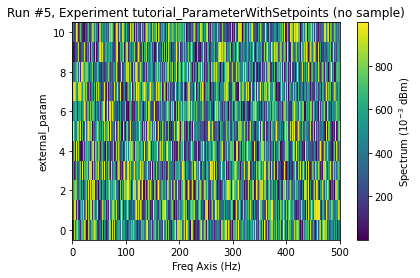 Run #5, Experiment tutorial_ParameterWithSetpoints (no sample)
10
8
6
4
2
0
external_param
0 100 200 300 400 500
Freq Axis (Hz)
800
600
400
200
Spectrum (10⁻³ dBm)